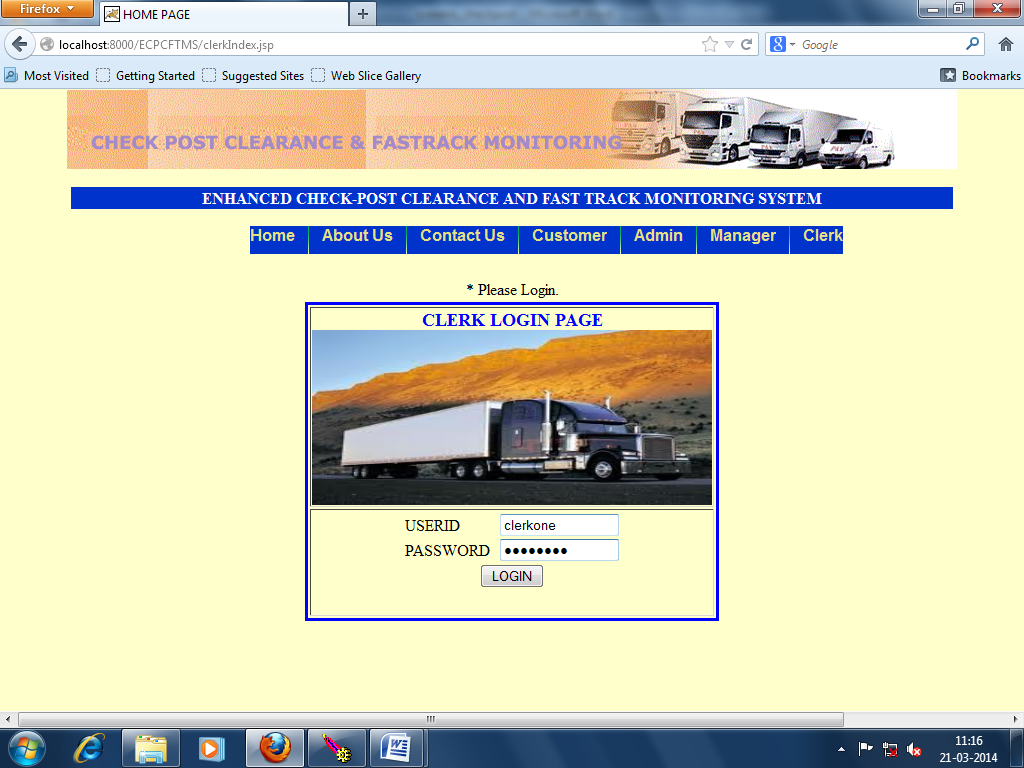 Firefox
HOME PAGE
localhost:8000/ECPCFTMS/clerkIndex.jsp
Google
Most Visited Getting Started Suggested Sites Web Slice Gallery Bookmarks
CHECK POST CLEARANCE & FASTRACK MONITORING
ENHANCED CHECK-POST CLEARANCE AND FAST TRACK MONITORING SYSTEM
Home About Us Contact Us Customer Admin Manager Clerk
* Please Login.
CLERK LOGIN PAGE
USERID clerkone
PASSWORD ••••••••
LOGIN
11:16
21-03-2014